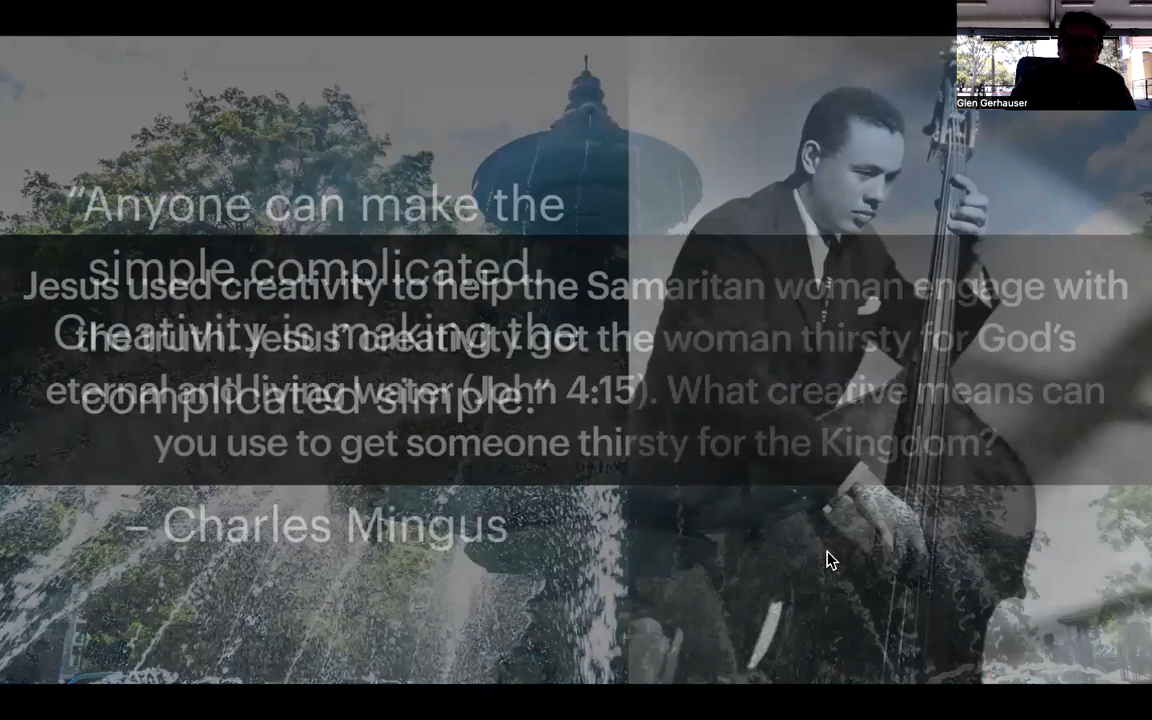 Glen Gerhauser
“Anyone can make the
simple complicated.
Creativity is making the
complicated simple.”
– Charles Mingus
Jesus used creativity to help the Samaritan woman engage with
the truth. Jesus’ creativity got the woman thirsty for God’s
eternal and living water (John 4:15). What creative means can
you use to get someone thirsty for the Kingdom?